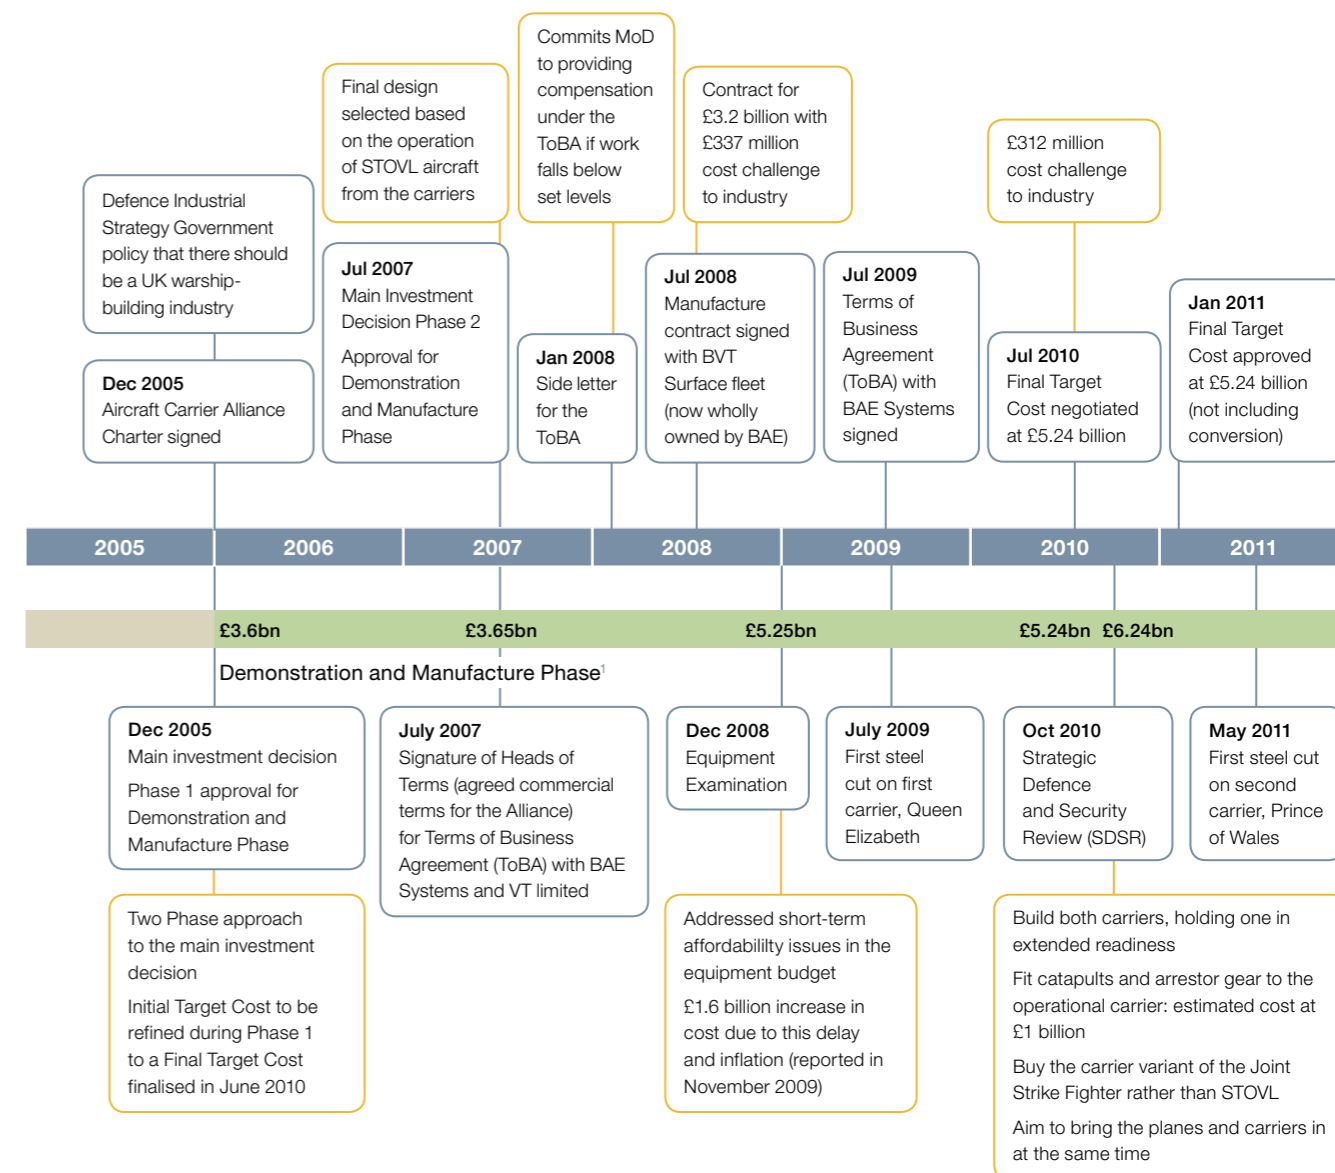 Commits MoD
to providing
compensation
under the
ToBA if work
falls below
set levels
Final design
selected based
on the operation
of STOVL aircraft
from the carriers
Contract for
£3.2 billion with
£337 million
cost challenge
to industry
£312 million
cost challenge
to industry
Defence Industrial
Strategy Government
policy that there should
be a UK warship-
building industry
Dec 2005
Aircraft Carrier Alliance
Charter signed
Jul 2007
Main Investment
Decision Phase 2
Approval for
Demonstration
and Manufacture
Phase
Jan 2008
Side letter
for the
ToBA
Jul 2008
Manufacture
contract signed
with BVT
Surface fleet
(now wholly
owned by BAE)
Jul 2009
Terms of
Business
Agreement
(ToBA) with
BAE Systems
signed
Jul 2010
Final Target
Cost negotiated
at £5.24 billion
Jan 2011
Final Target
Cost approved
at £5.24 billion
(not including
conversion)
2005 2006 2007 2008 2009 2010 2011
£3.6bn £3.65bn £5.25bn £5.24bn £6.24bn
Demonstration and Manufacture Phase1
Dec 2005
Main investment decision
Phase 1 approval for
Demonstration and
Manufacture Phase
Two Phase approach
to the main investment
decision
Initial Target Cost to be
refined during Phase 1
to a Final Target Cost
finalised in June 2010
July 2007
Signature of Heads of
Terms (agreed commercial
terms for the Alliance)
for Terms of Business
Agreement (ToBA) with BAE
Systems and VT limited
Dec 2008
Equipment
Examination
Addressed short-term
affordabililty issues in the
equipment budget
£1.6 billion increase in
cost due to this delay
and inflation (reported in
November 2009)
July 2009
First steel
cut on first
carrier, Queen
Elizabeth
Oct 2010
Strategic
Defence
and Security
Review (SDSR)
Build both carriers, holding one in
extended readiness
Fit catapults and arrestor gear to the
operational carrier: estimated cost at
£1 billion
Buy the carrier variant of the Joint
Strike Fighter rather than STOVL
Aim to bring the planes and carriers in
at the same time
May 2011
First steel cut
on second
carrier, Prince
of Wales